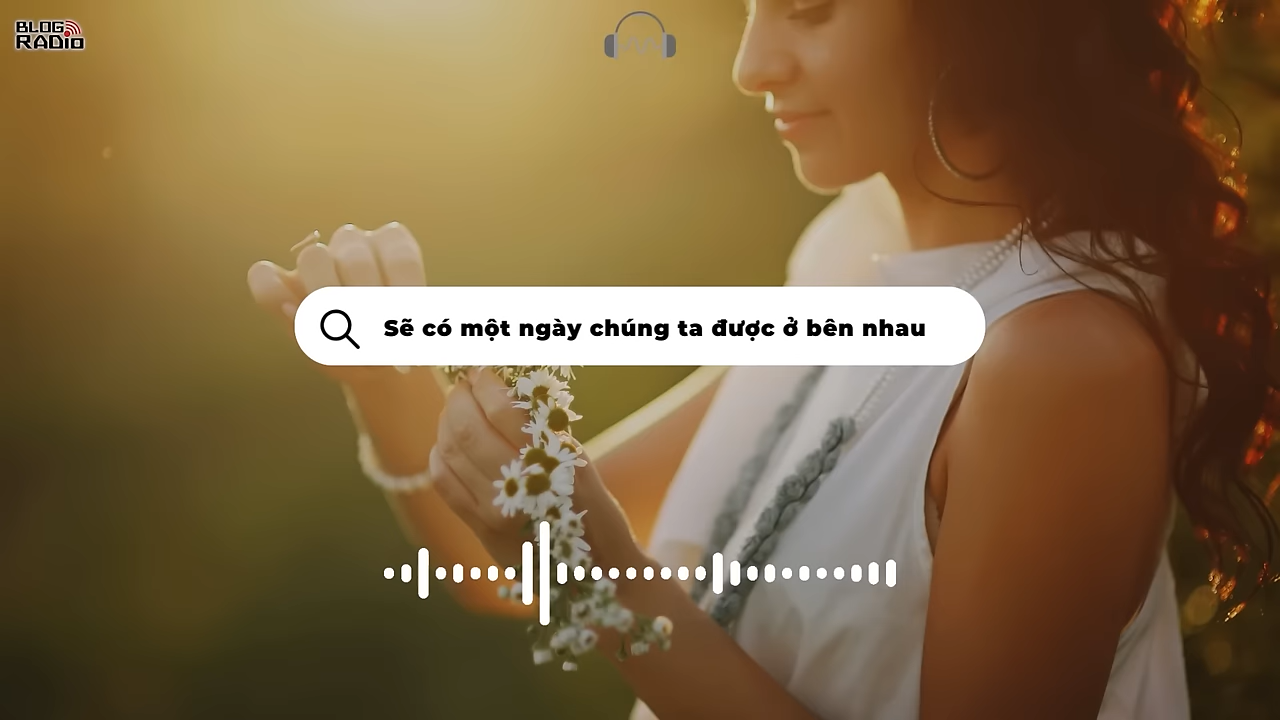 BLOG
RADIO
Sẽ có một ngày chúng ta được ở bên nhau